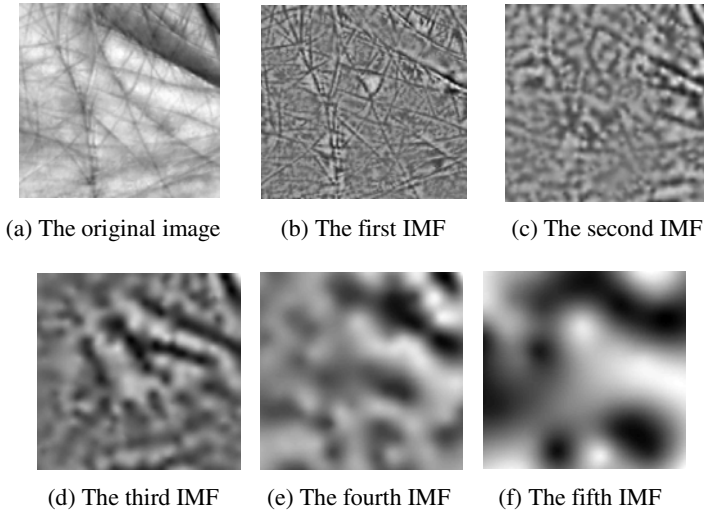 (a) The original image
(b) The first IMF
(c) The second IMF
(d) The third IMF
(e) The fourth IMF
(f) The fifth IMF